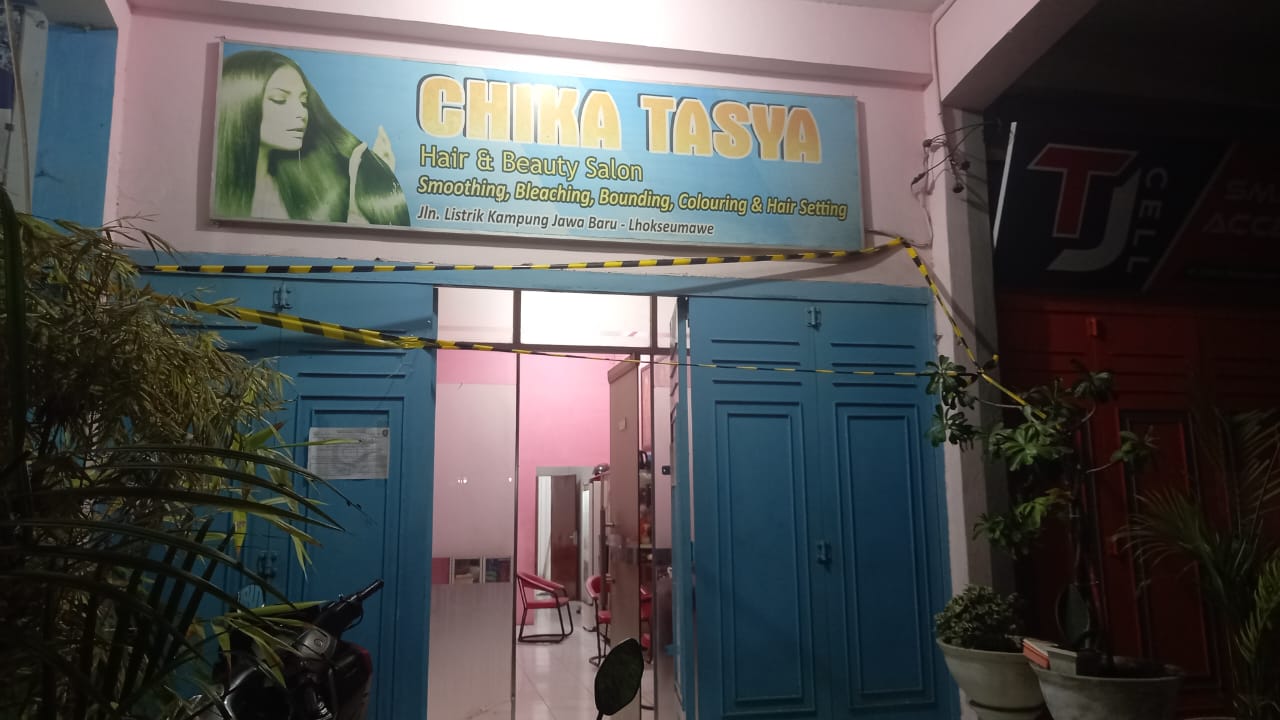 CHIKA TASYA
Hair & Beauty Salon
Smoothing, Bleaching, Bounding, Colouring & Hair Setting
Jln. Listrik Kampung Jawa Baru - Lhokseumawe
TJ
CELL